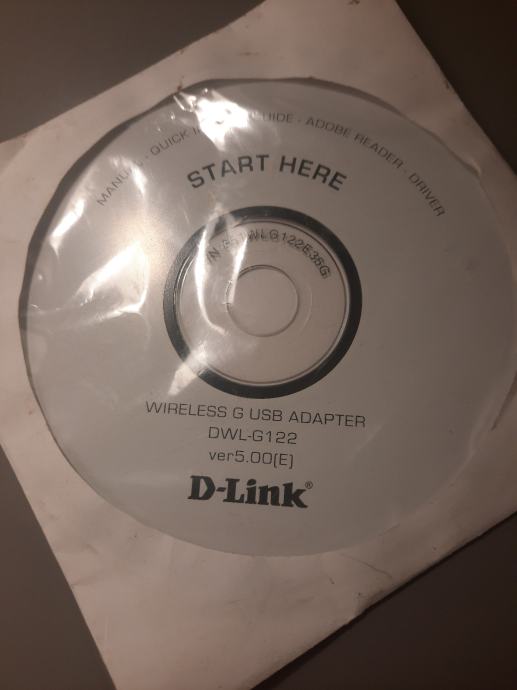 MANUAL - QUICK GUIDE - ADOBE READER - DRIVER
START HERE
WIRELESS G USB ADAPTER
DWL-G122
ver5.00(E)
D-Link®